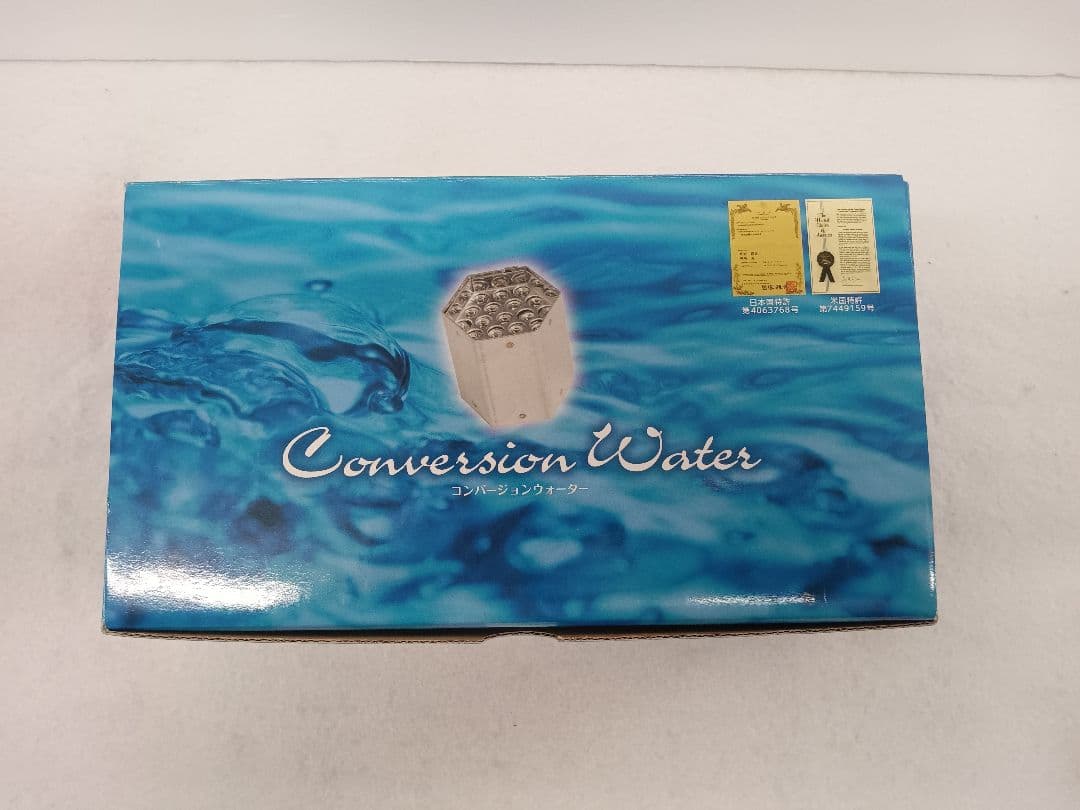 日本国特許
第4063768号
米国特許
第7449159号
Conversion Water
コンバージョンウォーター